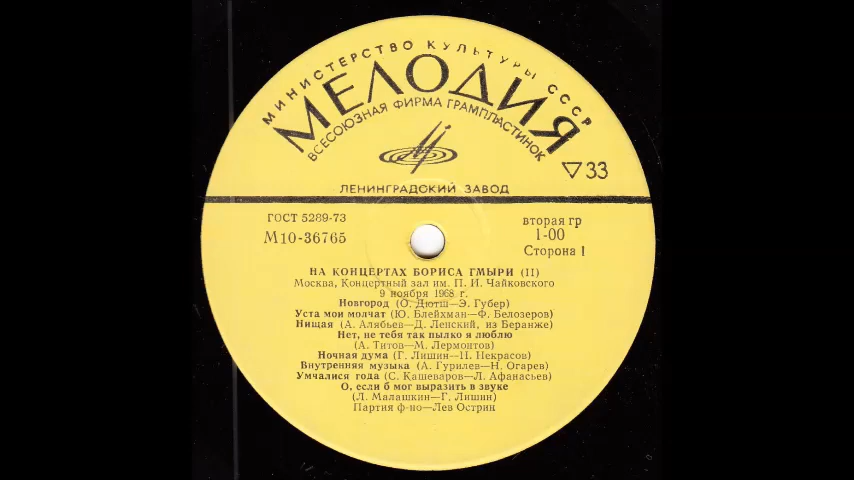 МИНИСТЕРСТВО КУЛЬТУРЫ СССР
МЕЛОДИЯ
ВСЕСОЮЗНАЯ ФИРМА ГРАМПЛАСТИНОК
▽33
ЛЕНИНГРАДСКИЙ ЗАВОД
ГОСТ 5289-73
М10-36765
вторая гр
1-00
Сторона 1
НА КОНЦЕРТАХ БОРИСА ГМЫРИ (II)
Москва, Концертный зал им. П. И. Чайковского
9 ноября 1968 г.
Новгород (О. Дютш—Э. Губер)
Уста мои молчат (Ю. Блейхман—Ф. Белозеров)
Нищая (А. Алябьев—Д. Ленский, из Беранже)
Нет, не тебя так пылко я люблю
(А. Титов—М. Лермонтов)
Ночная дума (Г. Лишин—Н. Некрасов)
Внутренняя музыка (А. Гурилев—Н. Огарев)
Умчалися года (С. Кашеваров—Л. Афанасьев)
О, если б мог выразить в звуке
(Л. Малашкин—Г. Лишин)
Партия ф-но—Лев Острин